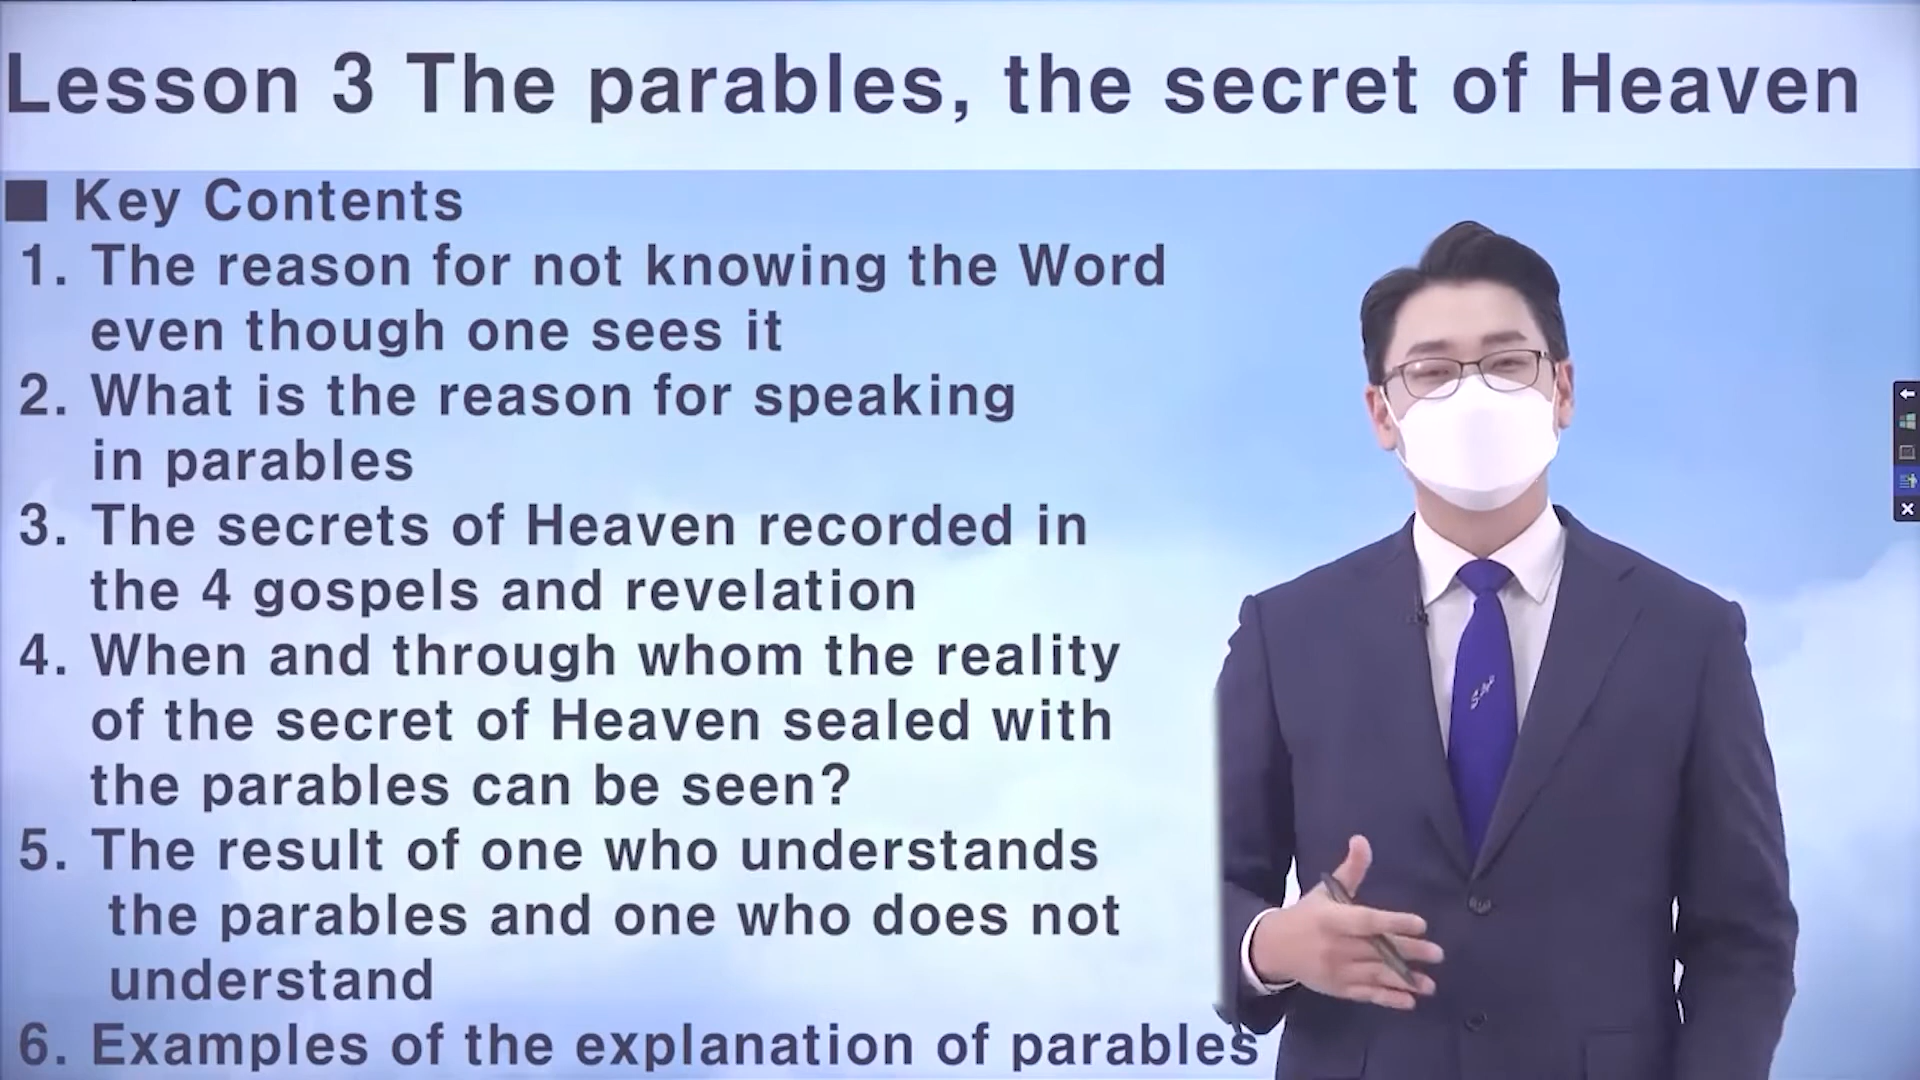 Lesson 3 The parables, the secret of Heaven
■ Key Contents
1. The reason for not knowing the Word
even though one sees it
2. What is the reason for speaking
in parables
3. The secrets of Heaven recorded in
the 4 gospels and revelation
4. When and through whom the reality
of the secret of Heaven sealed with
the parables can be seen?
5. The result of one who understands
the parables and one who does not
understand
6. Examples of the explanation of parables